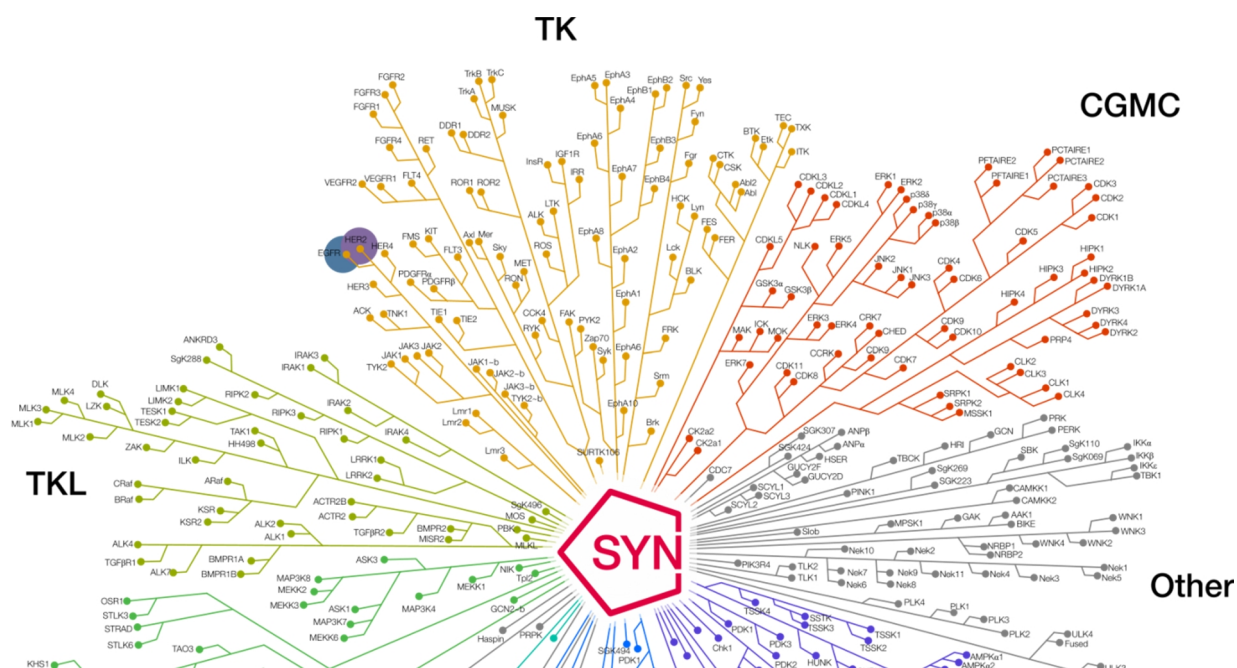 TK
CGMC
TKL
Other
SYN
FGFR2
FGFR3
FGFR1
FGFR4
RET
VEGFR2
VEGFR1
FLT4
TrkB
TrkC
TrkA
MUSK
DDR1
DDR2
ROR1
ROR2
InsR
IGF1R
IRR
LTK
ALK
ROS
EphA5
EphA3
EphA4
EphA6
EphA7
EphB2
EphB1
EphB3
EphB4
EphA8
EphA2
EphA1
EphA6
EphA10
Src
Yes
Fyn
Fgr
HCK
Lyn
Lck
BLK
CTK
CSK
Abl2
Abl
FES
FER
BTK
Etk
TEC
TXK
ITK
FRK
Srm
Brk
EGFR
HER2
HER4
HER3
FMS
KIT
FLT3
PDGFRα
PDGFRβ
Axl
Mer
Sky
MET
RON
ACK
TNK1
TIE1
TIE2
CCK4
RYK
FAK
PYK2
Zap70
Syk
JAK1
JAK3
JAK2
TYK2
JAK1~b
JAK2~b
JAK3~b
TYK2~b
Lmr1
Lmr2
Lmr3
SURTK106
CDKL3
CDKL2
CDKL1
CDKL4
CDKL5
ERK1
ERK2
p38δ
p38γ
p38α
p38β
NLK
ERK5
JNK2
JNK1
JNK3
GSK3α
GSK3β
MAK
ICK
MOK
ERK3
ERK4
ERK7
CRK7
CHED
CCRK
CDK9
CDK7
CDK11
CDK8
PFTAIRE2
PFTAIRE1
PCTAIRE1
PCTAIRE2
PCTAIRE3
CDK3
CDK2
CDK1
CDK5
CDK4
CDK6
CDK9
CDK10
HIPK1
HIPK2
HIPK3
HIPK4
DYRK1B
DYRK1A
DYRK3
DYRK4
DYRK2
PRP4
CLK2
CLK3
CLK1
CLK4
SRPK1
SRPK2
MSSK1
CK2a2
CK2a1
ANKRD3
SgK288
IRAK3
IRAK1
IRAK2
IRAK4
RIPK2
RIPK3
RIPK1
DLK
LZK
MLK4
MLK3
MLK1
MLK2
LIMK1
LIMK2
TESK1
TESK2
ZAK
ILK
TAK1
HH498
LRRK1
LRRK2
CRaf
BRaf
ARaf
KSR
KSR2
ACTR2B
ACTR2
ALK2
ALK1
TGFβR2
BMPR2
MISR2
ALK4
TGFβR1
ALK7
BMPR1A
BMPR1B
SgK496
MOS
PBK
MLKL
ASK3
MAP3K8
MEKK2
MEKK3
ASK1
MAP3K7
MEKK6
MAP3K4
MEKK1
NIK
Tpl2
GCN2~b
Haspin
PRPK
OSR1
STLK3
STRAD
STLK6
TAO3
KHS1
CDC7
SGK307
SGK424
ANPβ
ANPα
HSER
GUCY2F
GUCY2D
SCYL1
SCYL3
SCYL2
TBCK
HRI
GCN
PRK
PERK
PINK1
SgK269
SGK223
SBK
SgK110
SgK069
IKKα
IKKβ
IKKε
TBK1
CAMKK1
CAMKK2
Slob
MPSK1
GAK
AAK1
BIKE
NRBP1
NRBP2
WNK1
WNK3
WNK4
WNK2
PIK3R4
TLK2
TLK1
Nek10
Nek2
Nek7
Nek6
Nek9
Nek8
Nek11
Nek4
Nek3
Nek1
Nek5
PLK4
PLK1
PLK3
PLK2
ULK4
Fused
TSSK4
SSTK
TSSK3
TSSK1
TSSK2
PDK1
Chk1
PDK3
PDK2
HUNK
AMPKα1
AMPKα2
SGK494
PDK1